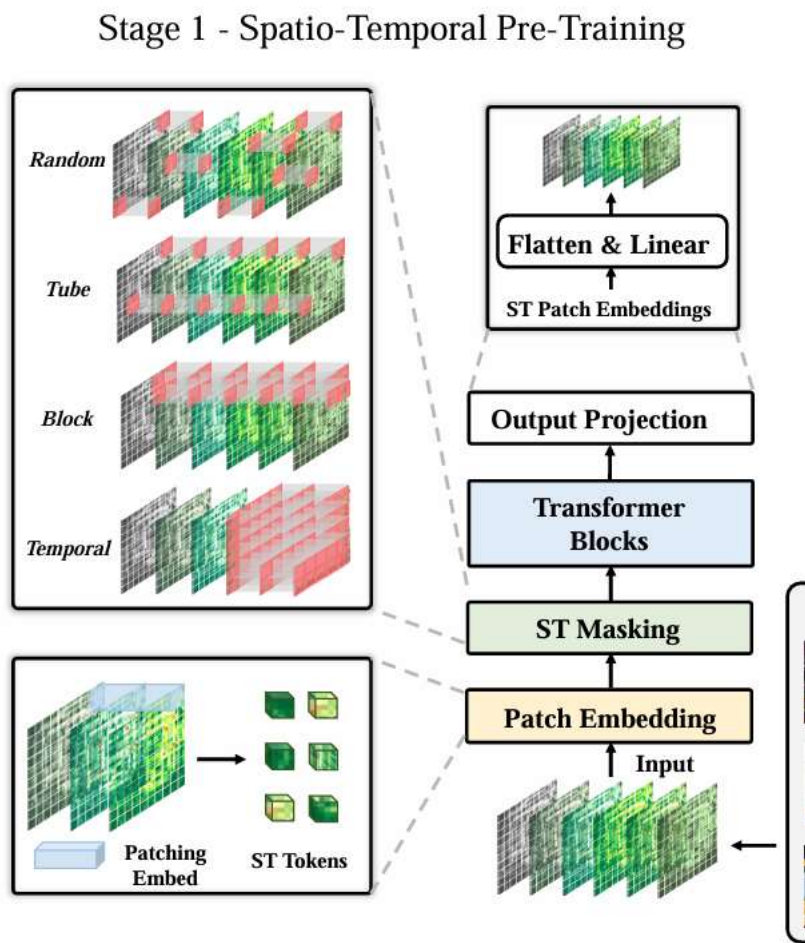 Stage 1 - Spatio-Temporal Pre-Training
Random
Tube
Block
Temporal
Flatten & Linear
ST Patch Embeddings
Output Projection
Transformer
Blocks
ST Masking
Patch Embedding
Input
Patching
Embed
ST Tokens